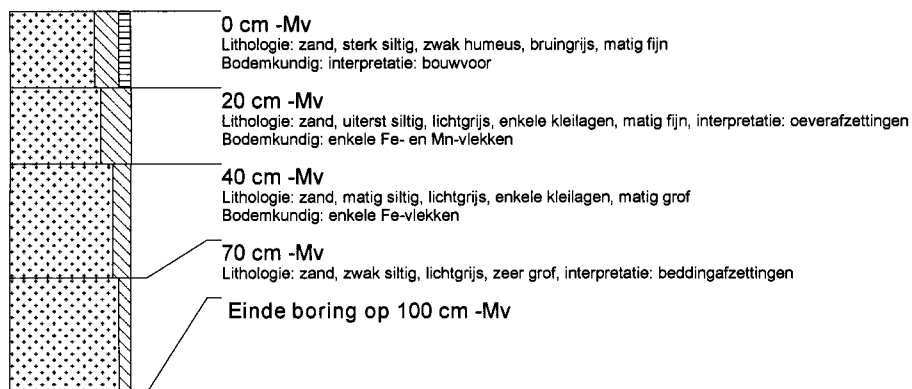 0 cm -Mv
Lithologie: zand, sterk siltig, zwak humeus, bruingrijs, matig fijn
Bodemkundig: interpretatie: bouwvoor
20 cm -Mv
Lithologie: zand, uiterst siltig, lichtgrijs, enkele kleilagen, matig fijn, interpretatie: oeverafzettingen
Bodemkundig: enkele Fe- en Mn-vlekken
40 cm -Mv
Lithologie: zand, matig siltig, lichtgrijs, enkele kleilagen, matig grof
Bodemkundig: enkele Fe-vlekken
70 cm -Mv
Lithologie: zand, zwak siltig, lichtgrijs, zeer grof, interpretatie: beddingafzettingen
Einde boring op 100 cm -Mv